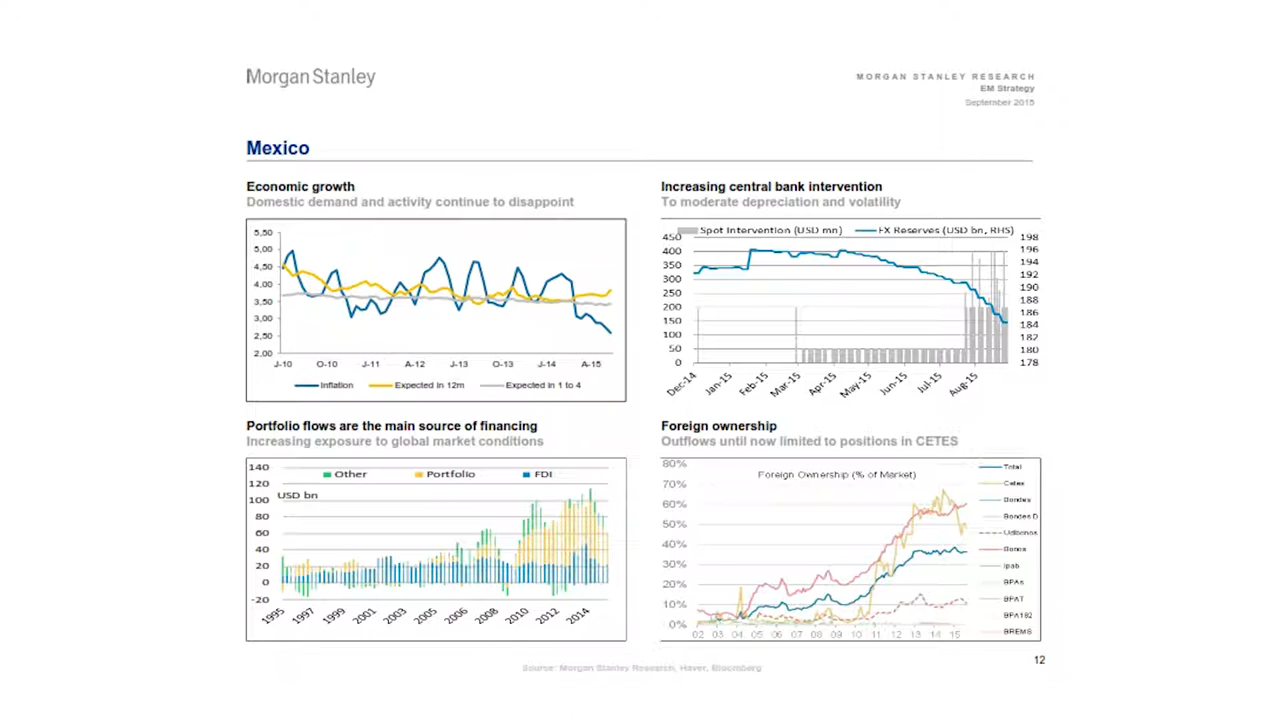 Morgan Stanley
MORGAN STANLEY RESEARCH
EM Strategy
September 2015
Mexico
Economic growth
Domestic demand and activity continue to disappoint
5,50
5,00
4,50
4,00
3,50
3,00
2,50
2,00
J-10 O-10 J-11 A-12 J-13 O-13 J-14 A-15
Inflation Expected in 12m Expected in 1 to 4
Increasing central bank intervention
To moderate depreciation and volatility
Spot Intervention (USD mn) FX Reserves (USD bn, RHS)
450 198
400 196
350 194
300 192
250 190
200 188
150 186
100 184
50 182
0 180
178
Dec-14 Jan-15 Feb-15 Mar-15 Apr-15 May-15 Jun-15 Jul-15 Aug-15
Portfolio flows are the main source of financing
Increasing exposure to global market conditions
Other Portfolio FDI
USD bn
140
120
100
80
60
40
20
0
-20
1995 1997 1999 2001 2003 2005 2006 2008 2010 2012 2014
Foreign ownership
Outflows until now limited to positions in CETES
Foreign Ownership (% of Market)
80%
70%
60%
50%
40%
30%
20%
10%
0%
02 03 04 05 06 07 08 09 10 11 12 13 14 15
Total
Cetes
Bondes
Bondes D
Udibonos
Bonos
Ipab
BPAs
BPAT
BPA182
BREMS
Source: Morgan Stanley Research, Haver, Bloomberg
12